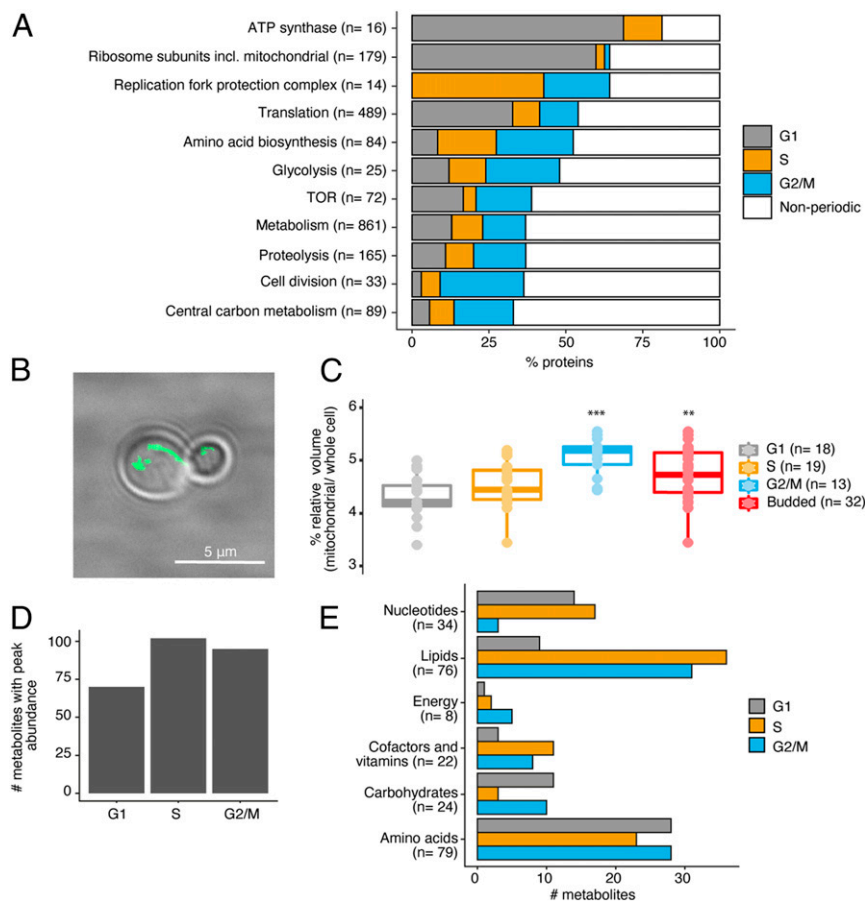 A
ATP synthase (n= 16)
Ribosome subunits incl. mitochondrial (n= 179)
Replication fork protection complex (n= 14)
Translation (n= 489)
Amino acid biosynthesis (n= 84)
Glycolysis (n= 25)
TOR (n= 72)
Metabolism (n= 861)
Proteolysis (n= 165)
Cell division (n= 33)
Central carbon metabolism (n= 89)
0 25 50 75 100
% proteins
G1
S
G2/M
Non-periodic
B
5 µm
C
% relative volume
(mitochondrial/ whole cell)
6
5
4
3
*** **
G1 (n= 18)
S (n= 19)
G2/M (n= 13)
Budded (n= 32)
D
# metabolites with peak
abundance
100
75
50
25
0
G1 S G2/M
E
Nucleotides
(n= 34)
Lipids
(n= 76)
Energy
(n= 8)
Cofactors and
vitamins (n= 22)
Carbohydrates
(n= 24)
Amino acids
(n= 79)
0 10 20 30
# metabolites
G1
S
G2/M